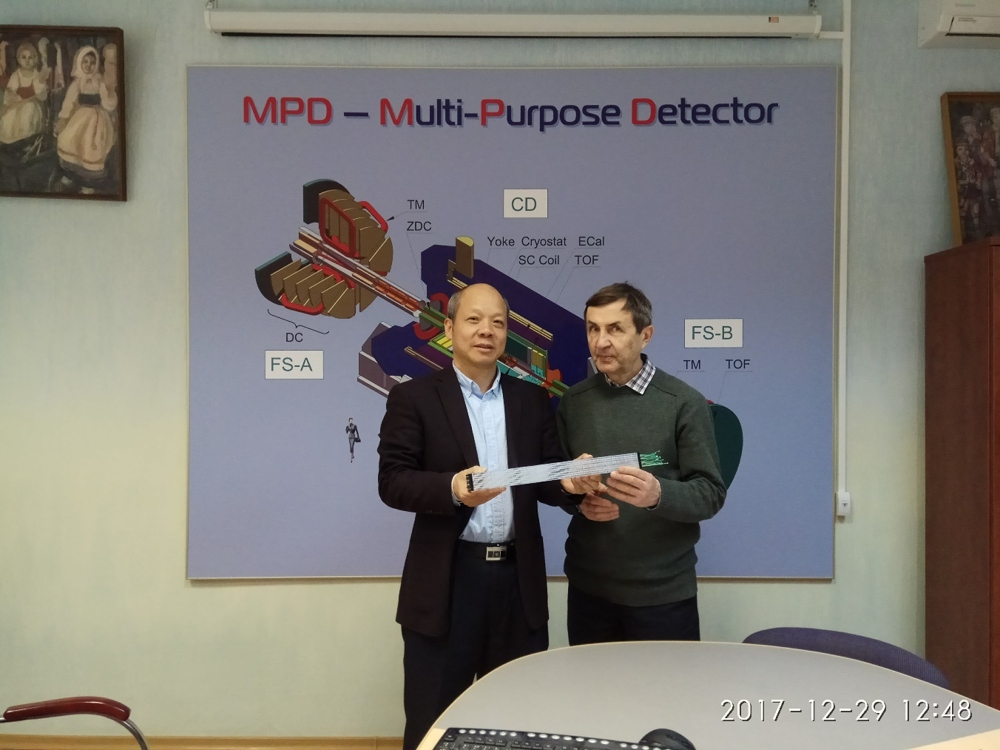 MPD – Multi-Purpose Detector
CD
TM
ZDC
Yoke Cryostat ECal
SC Coil TOF
DC
FS-A
FS-B
TM TOF
2017-12-29 12:48